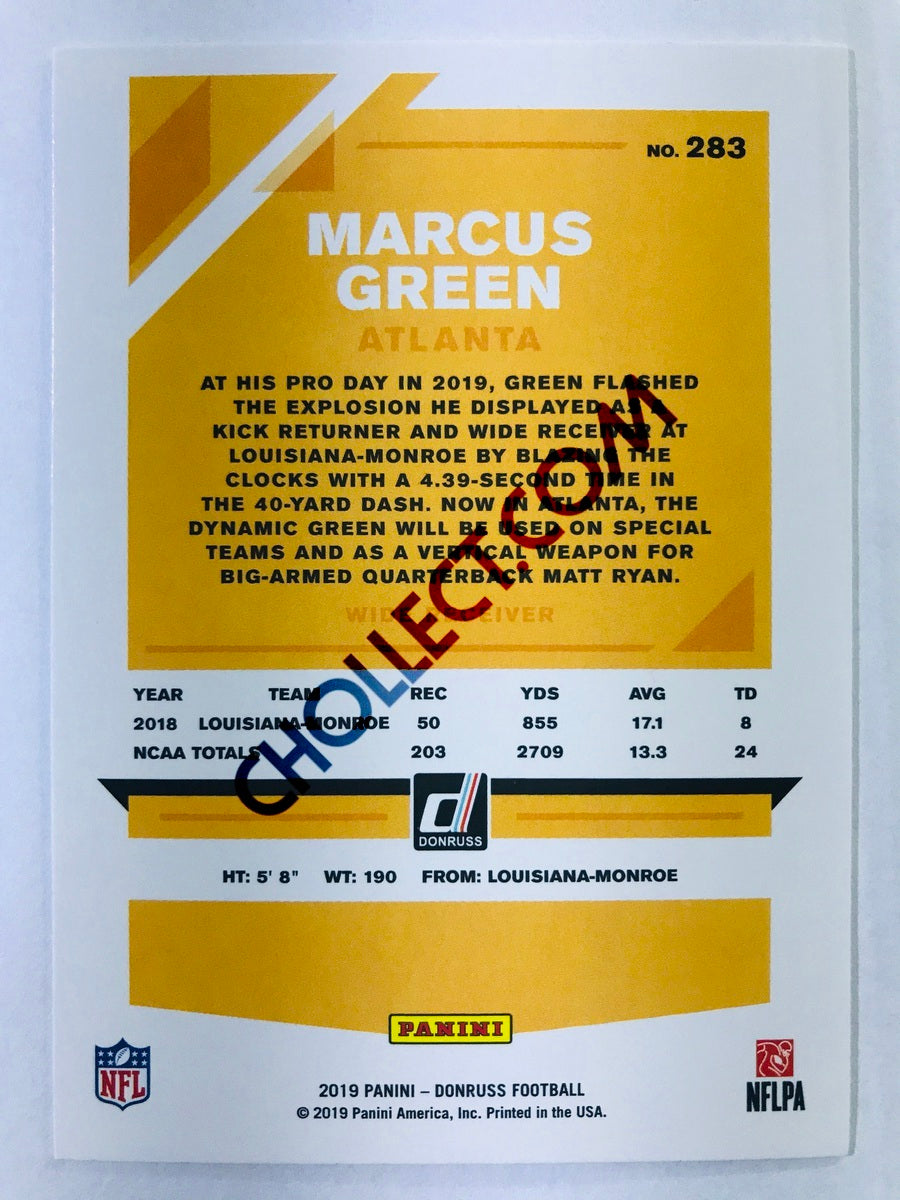 NO. 283
MARCUS
GREEN
ATLANTA
AT HIS PRO DAY IN 2019, GREEN FLASHED
THE EXPLOSION HE DISPLAYED AS A
KICK RETURNER AND WIDE RECEIVER AT
LOUISIANA-MONROE BY BLAZING THE
CLOCKS WITH A 4.39-SECOND TIME IN
THE 40-YARD DASH. NOW IN ATLANTA, THE
DYNAMIC GREEN WILL BE USED ON SPECIAL
TEAMS AND AS A VERTICAL WEAPON FOR
BIG-ARMED QUARTERBACK MATT RYAN.
WIDE RECEIVER
CHOLLECT.COM
YEAR TEAM REC YDS AVG TD
2018 LOUISIANA-MONROE 50 855 17.1 8
NCAA TOTALS 203 2709 13.3 24
d
DONRUSS
HT: 5' 8" WT: 190 FROM: LOUISIANA-MONROE
PANINI
NFL
NFLPA
2019 PANINI – DONRUSS FOOTBALL
© 2019 Panini America, Inc. Printed in the USA.